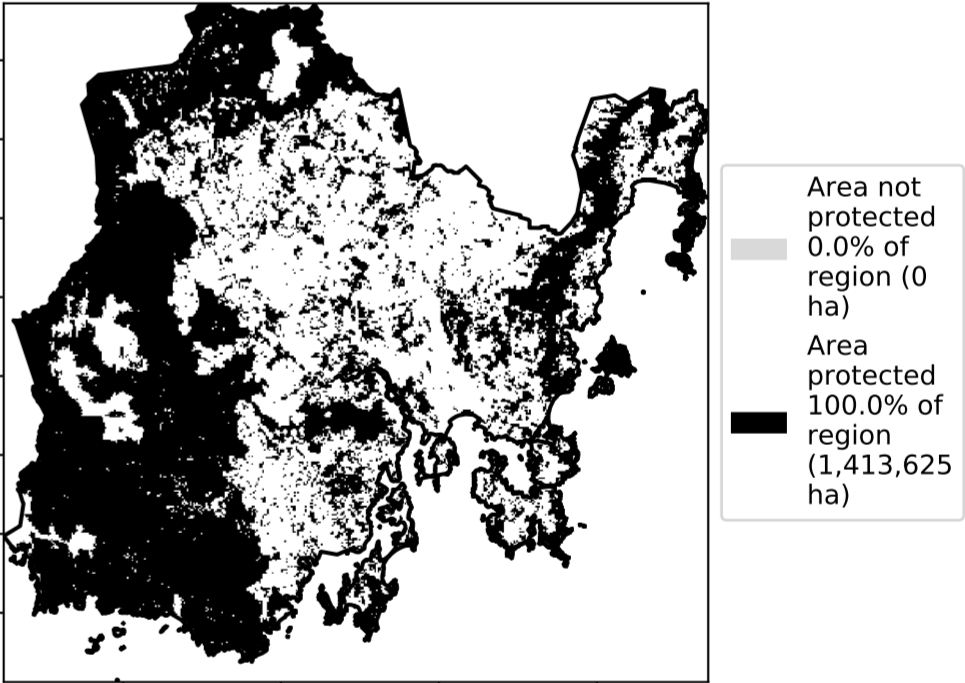 Area not
protected
0.0% of
region (0
ha)
Area
protected
100.0% of
region
(1,413,625
ha)